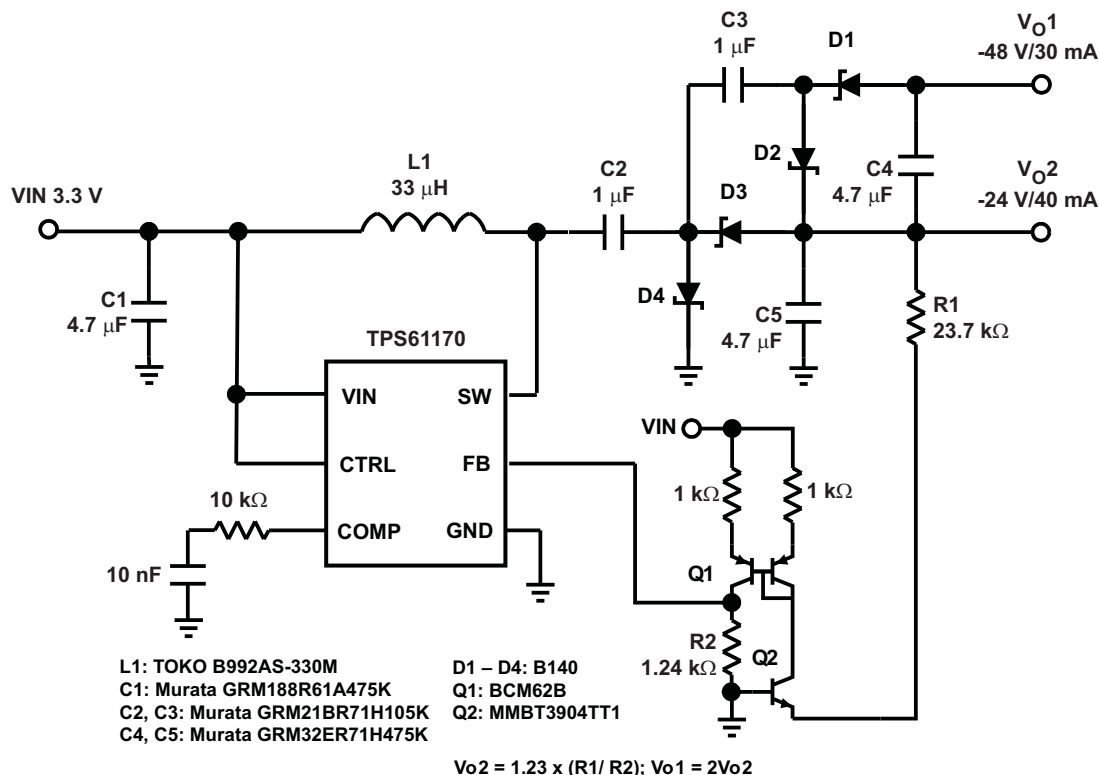 C3
1 μF
D1
VO1
-48 V/30 mA
L1
33 μH
C2
1 μF
D2
C4
4.7 μF
VO2
-24 V/40 mA
VIN 3.3 V
D3
C1
4.7 μF
D4
C5
4.7 μF
R1
23.7 kΩ
TPS61170
VIN
SW
CTRL
FB
COMP
GND
10 kΩ
10 nF
VIN
1 kΩ
1 kΩ
Q1
R2
1.24 kΩ
Q2
L1: TOKO B992AS-330M
C1: Murata GRM188R61A475K
C2, C3: Murata GRM21BR71H105K
C4, C5: Murata GRM32ER71H475K
D1 – D4: B140
Q1: BCM62B
Q2: MMBT3904TT1
Vo2 = 1.23 x (R1/ R2); Vo1 = 2Vo2